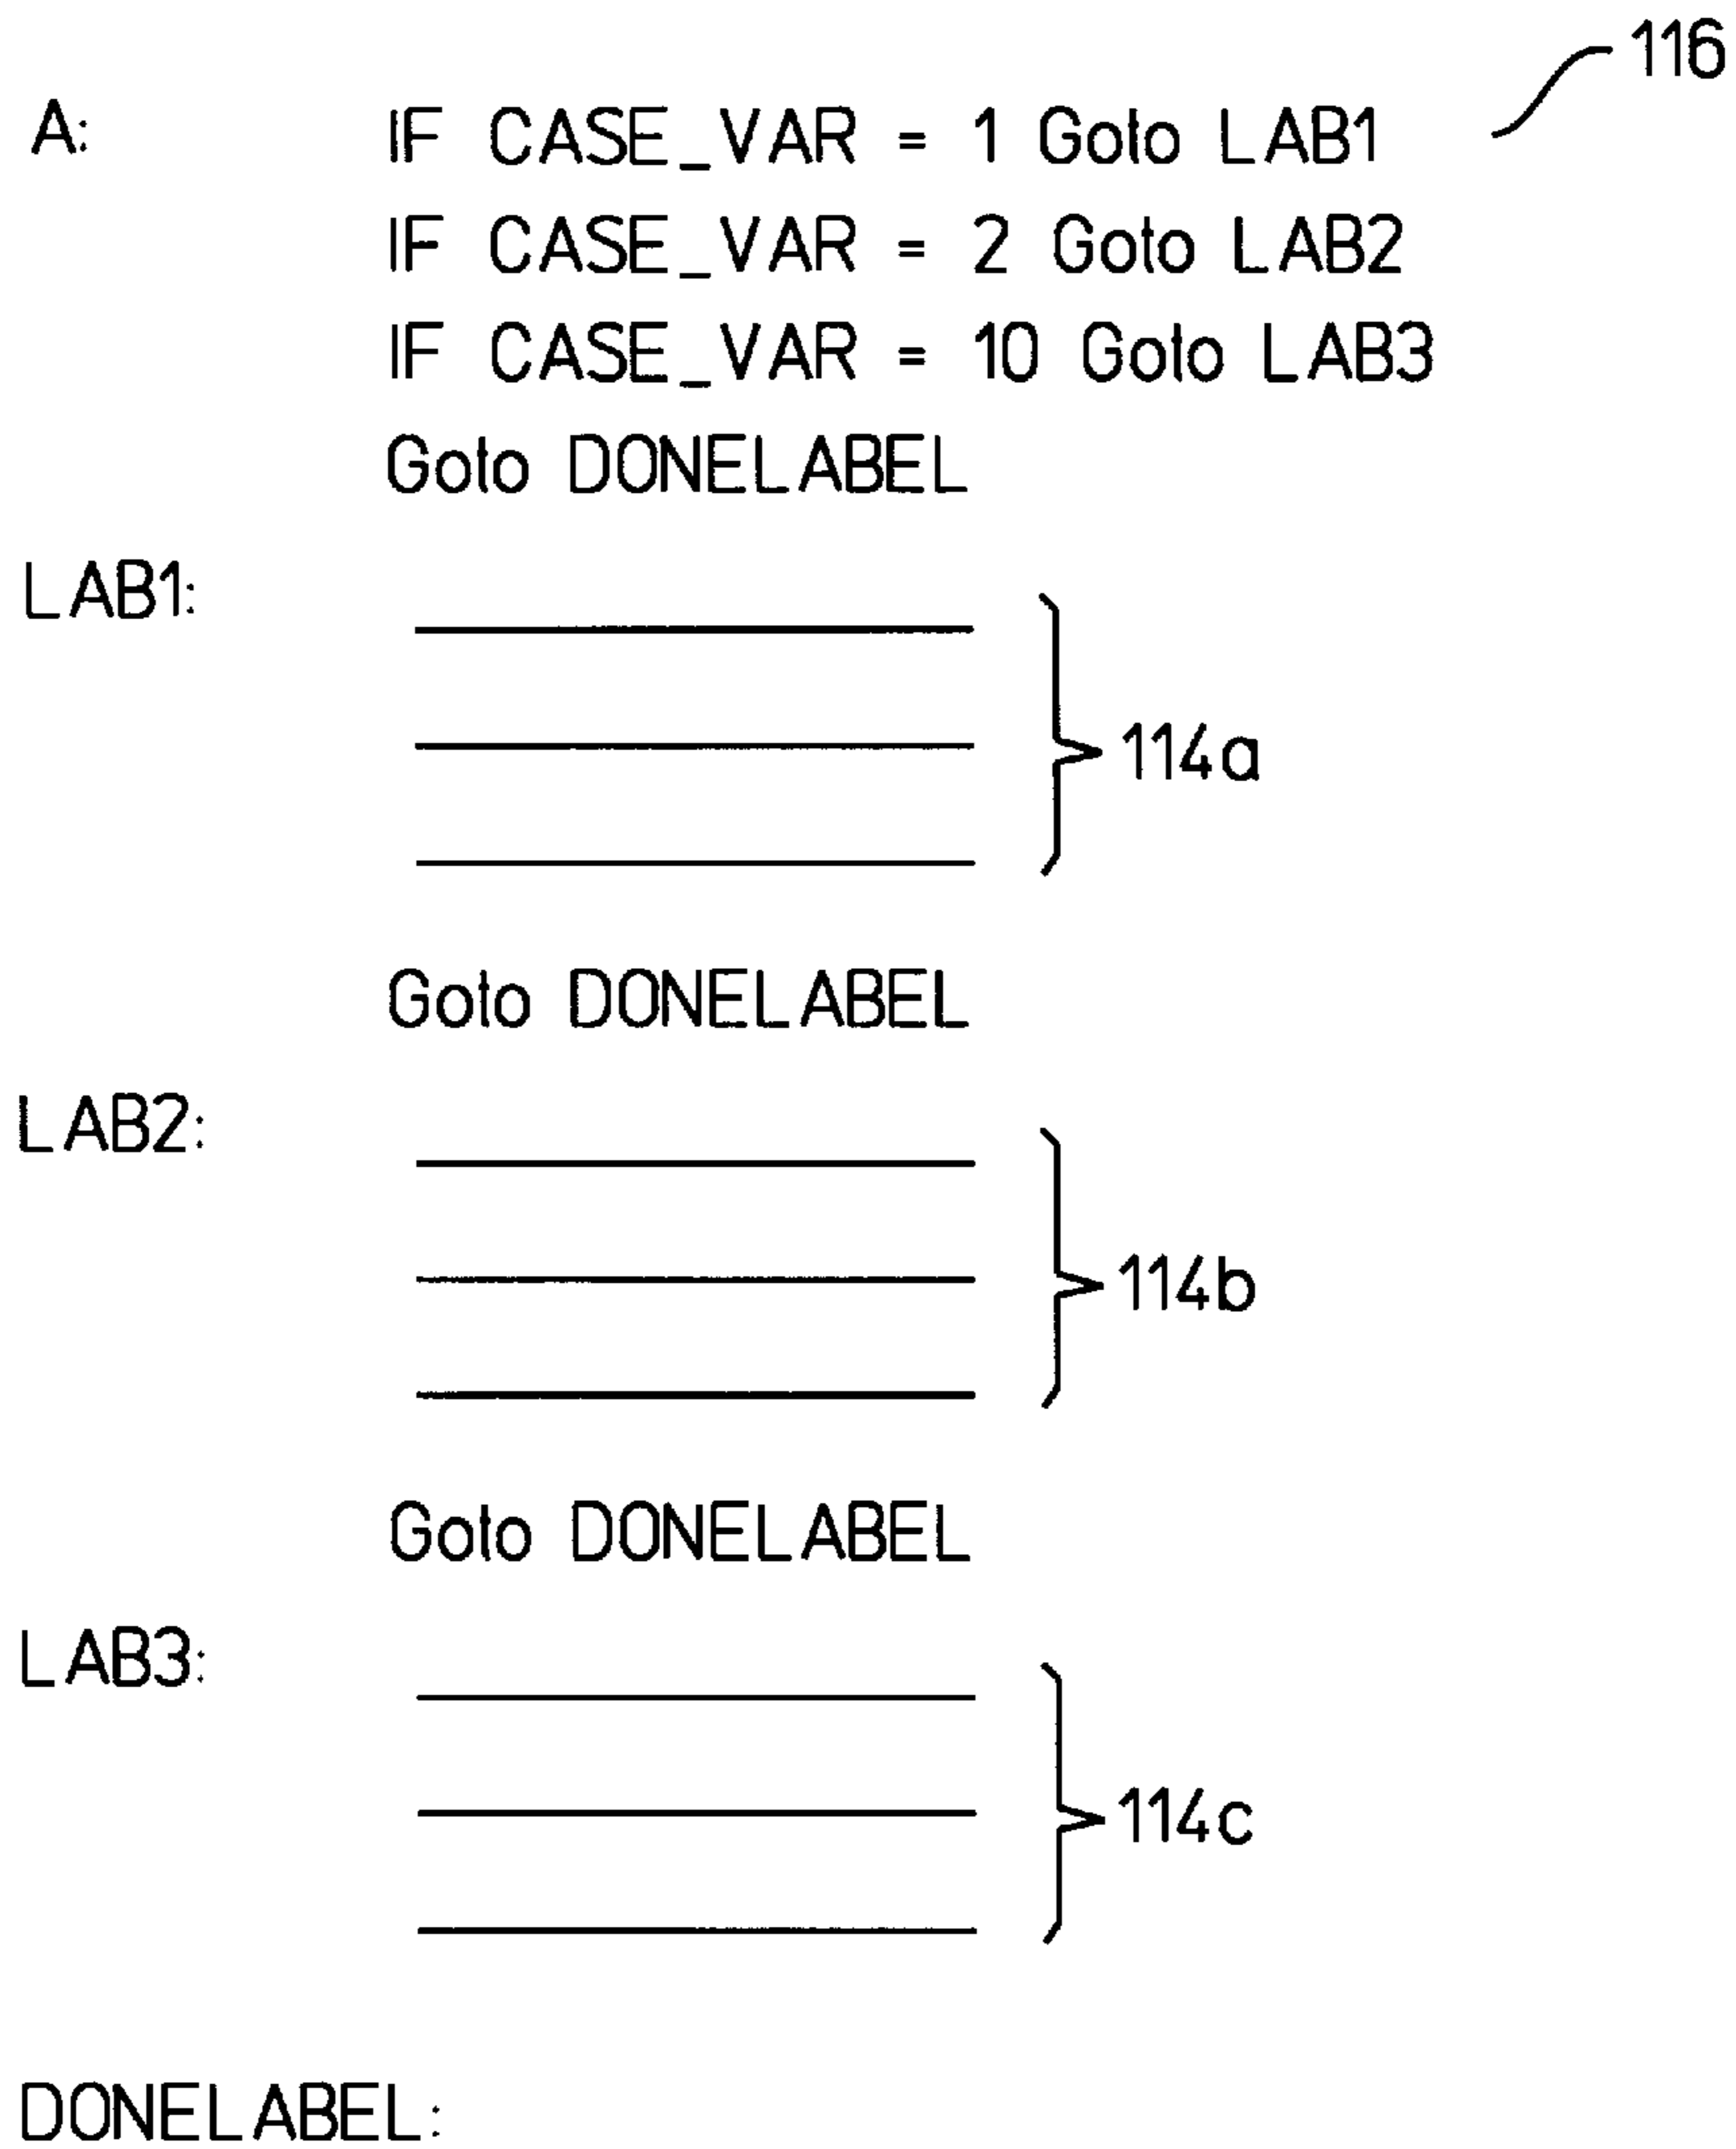 116
A: IF CASE_VAR = 1 Goto LAB1
IF CASE_VAR = 2 Goto LAB2
IF CASE_VAR = 10 Goto LAB3
Goto DONELABEL
LAB1:
114a
Goto DONELABEL
LAB2:
114b
Goto DONELABEL
LAB3:
114c
DONELABEL: